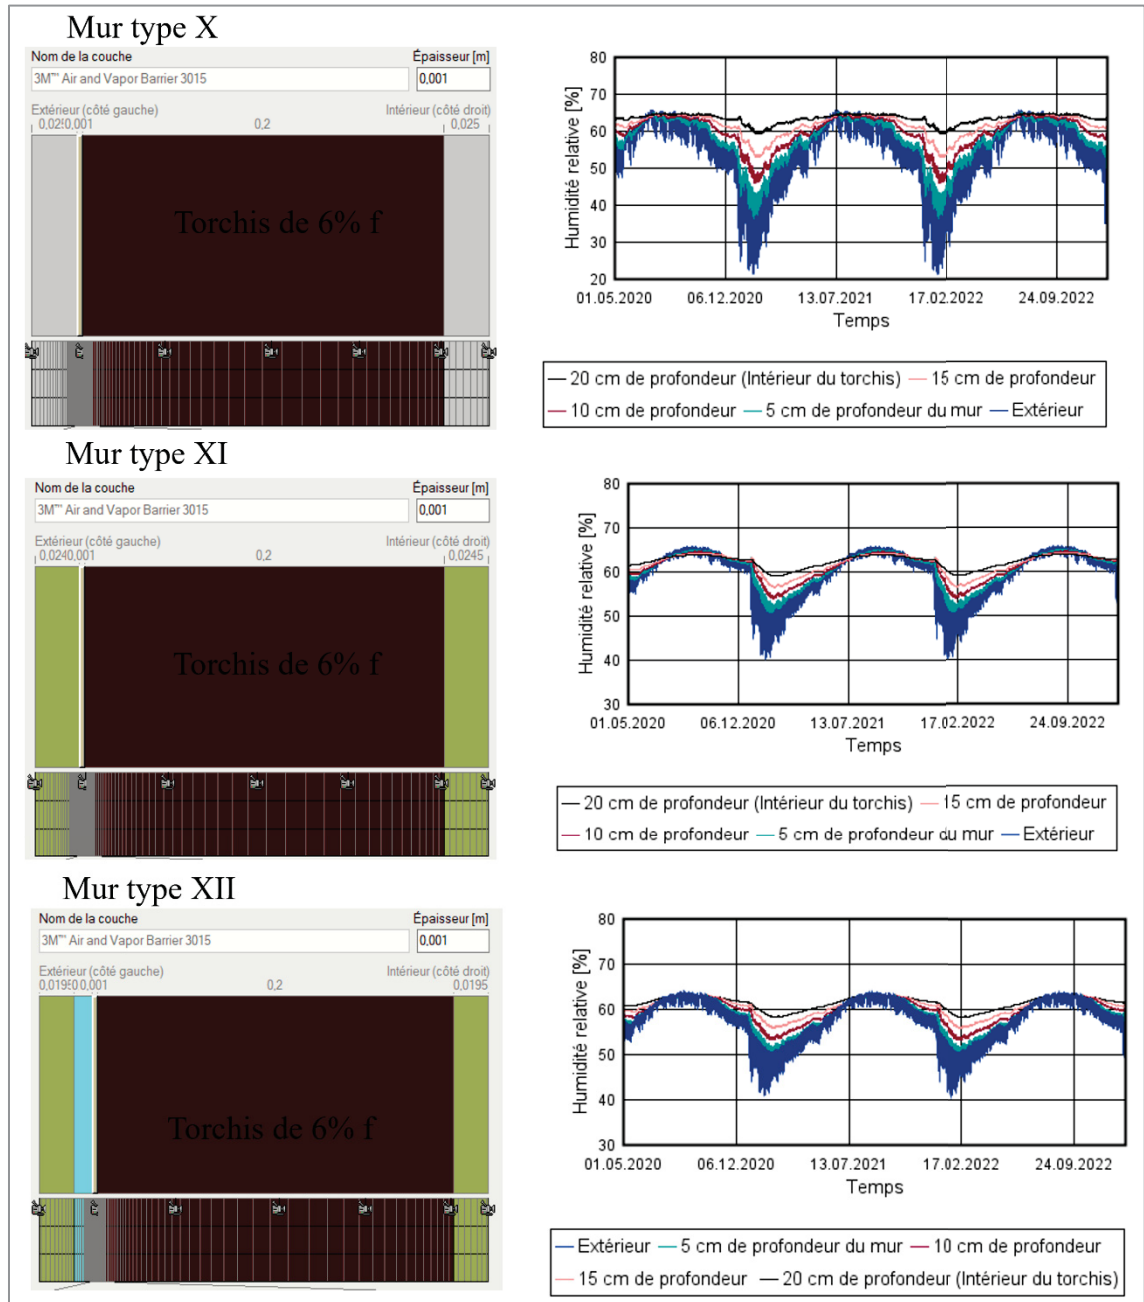 Mur type X
Nom de la couche
Épaisseur [m]
3M™ Air and Vapor Barrier 3015
0,001
Extérieur (côté gauche)
Intérieur (côté droit)
0,025 0,001
0,2
0,025
Torchis de 6% f
80
70
60
50
40
30
20
Humidité relative [%]
01.05.2020
06.12.2020
13.07.2021
17.02.2022
24.09.2022
Temps
20 cm de profondeur (Intérieur du torchis)
15 cm de profondeur
10 cm de profondeur
5 cm de profondeur du mur
Extérieur
Mur type XI
Nom de la couche
Épaisseur [m]
3M™ Air and Vapor Barrier 3015
0,001
Extérieur (côté gauche)
Intérieur (côté droit)
0,0240,001
0,2
0,0245
Torchis de 6% f
80
70
60
50
40
30
Humidité relative [%]
01.05.2020
06.12.2020
13.07.2021
17.02.2022
24.09.2022
Temps
20 cm de profondeur (Intérieur du torchis)
15 cm de profondeur
10 cm de profondeur
5 cm de profondeur du mur
Extérieur
Mur type XII
Nom de la couche
Épaisseur [m]
3M™ Air and Vapor Barrier 3015
0,001
Extérieur (côté gauche)
Intérieur (côté droit)
0,001
0,2
0,0195
Torchis de 6% f
80
70
60
50
40
30
Humidité relative [%]
01.05.2020
06.12.2020
13.07.2021
17.02.2022
24.09.2022
Temps
Extérieur
5 cm de profondeur du mur
10 cm de profondeur
15 cm de profondeur
20 cm de profondeur (Intérieur du torchis)